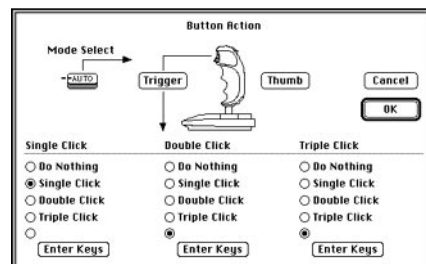 Button Action
Mode Select
AUTO
Trigger
Thumb
Cancel
OK
Single Click Double Click Triple Click
Do Nothing Do Nothing Do Nothing
Single Click Single Click Single Click
Double Click Double Click Double Click
Triple Click Triple Click Triple Click
Enter Keys Enter Keys Enter Keys